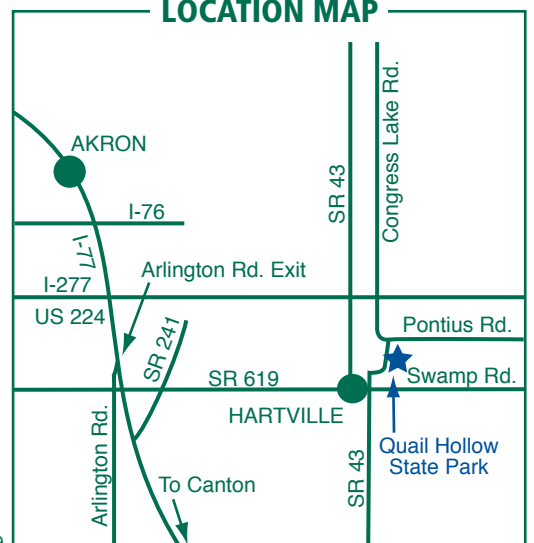 LOCATION MAP
AKRON
I-76
I-77
SR 43
Congress Lake Rd.
Arlington Rd. Exit
I-277
US 224
SR 241
Pontius Rd.
SR 619
Swamp Rd.
HARTVILLE
Arlington Rd.
To Canton
SR 43
Quail Hollow
State Park